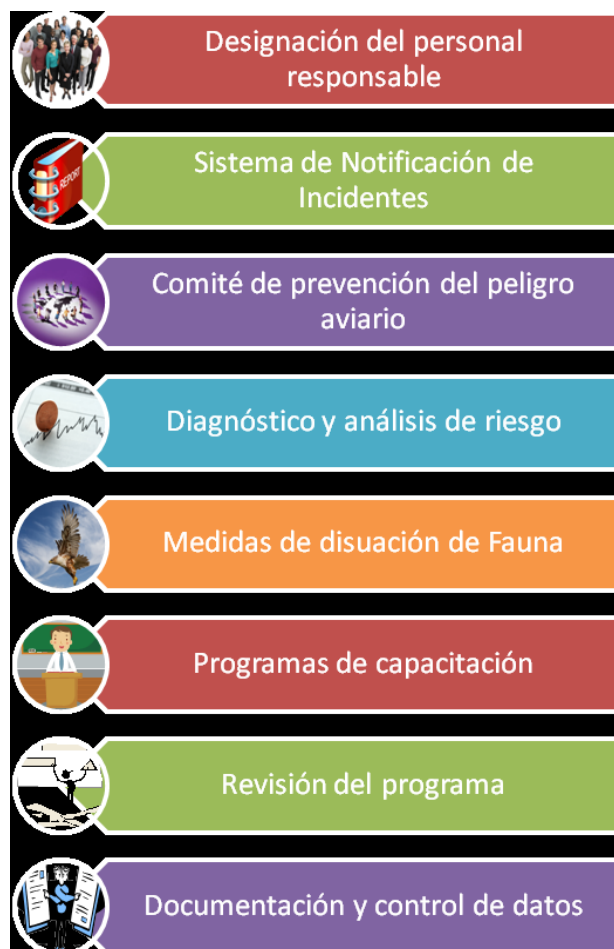 Designación del personal
responsable
REPORT
Sistema de Notificación de
Incidentes
Comité de prevención del peligro
aviario
Diagnóstico y análisis de riesgo
Medidas de disuación de Fauna
Programas de capacitación
Revisión del programa
Documentación y control de datos